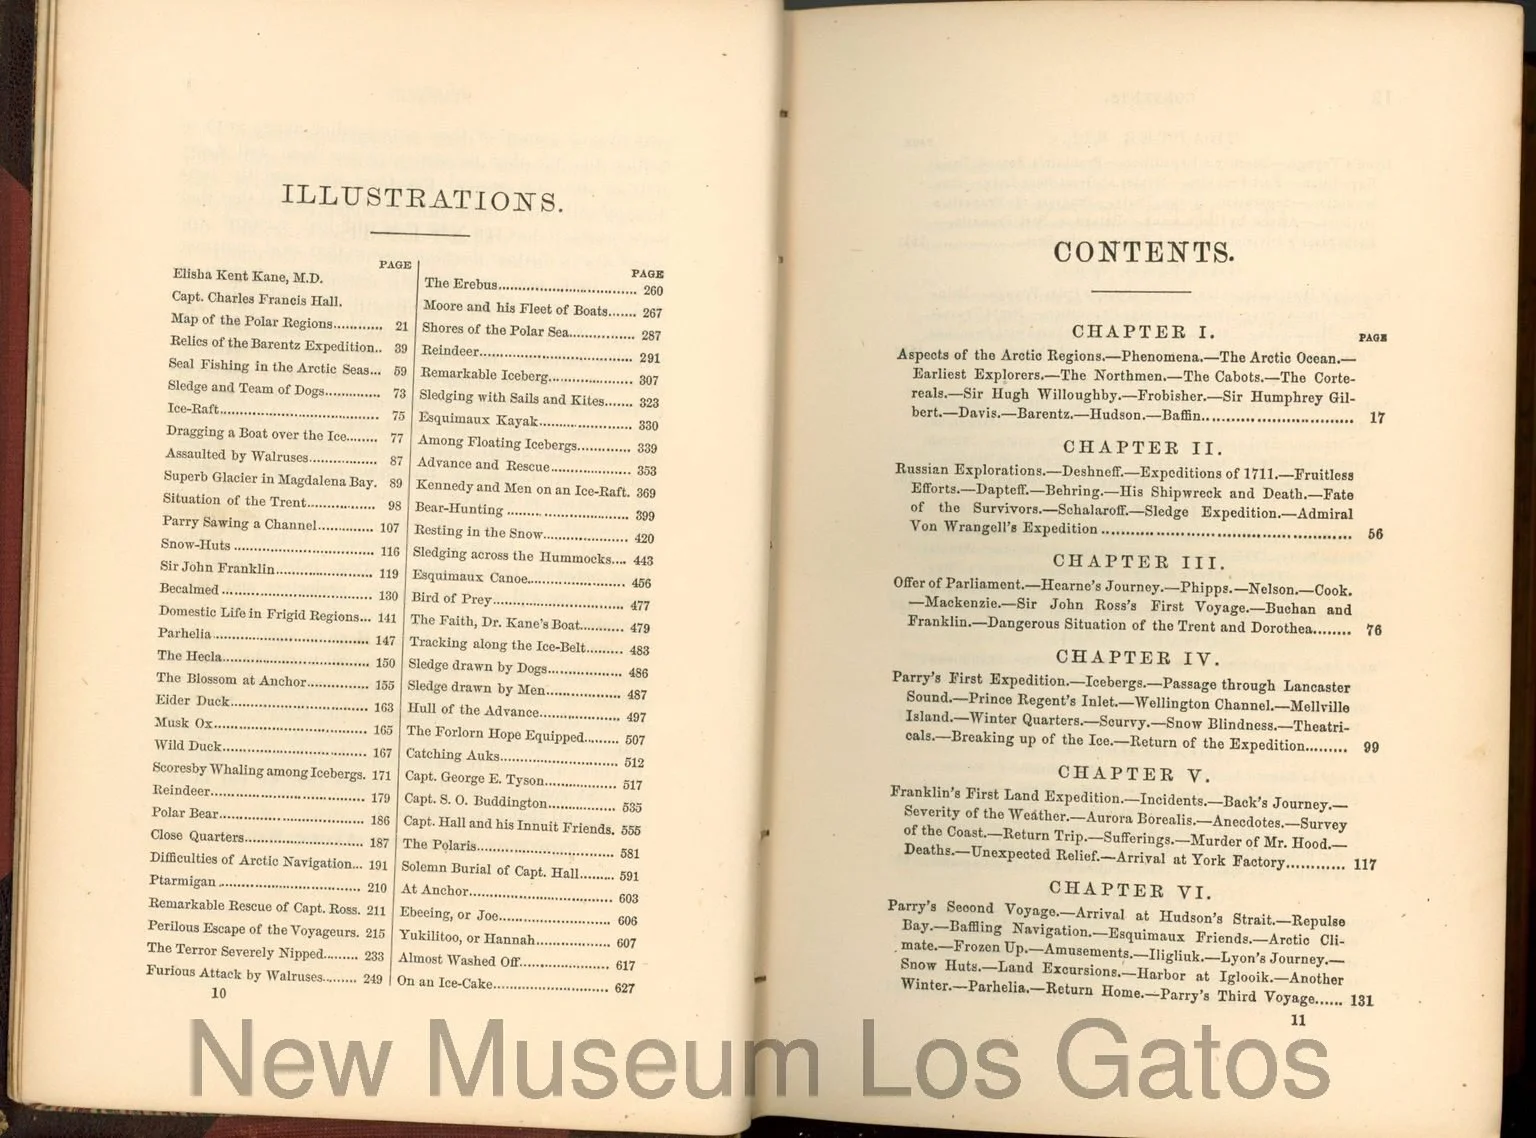 ILLUSTRATIONS.
PAGE
Elisha Kent Kane, M.D.
Capt. Charles Francis Hall.
Map of the Polar Regions............ 21
Relics of the Barentz Expedition.. 39
Seal Fishing in the Arctic Seas... 59
Sledge and Team of Dogs............. 73
Ice-Raft...................................... 75
Dragging a Boat over the Ice........ 77
Assaulted by Walruses................ 87
Superb Glacier in Magdalena Bay. 89
Situation of the Trent................. 98
Parry Sawing a Channel............. 107
Snow-Huts.................................. 116
Sir John Franklin....................... 119
Becalmed.................................... 130
Domestic Life in Frigid Regions... 141
Parhelia..................................... 147
The Hecla................................... 150
The Blossom at Anchor............... 155
Eider Duck................................. 163
Musk Ox..................................... 165
Wild Duck................................... 167
Scoresby Whaling among Icebergs. 171
Reindeer..................................... 179
Polar Bear................................... 186
Close Quarters............................ 187
Difficulties of Arctic Navigation... 191
Ptarmigan.................................. 210
Remarkable Rescue of Capt. Ross. 211
Perilous Escape of the Voyageurs. 215
The Terror Severely Nipped......... 233
Furious Attack by Walruses......... 249
10
PAGE
The Erebus................................. 260
Moore and his Fleet of Boats....... 267
Shores of the Polar Sea................ 287
Reindeer..................................... 291
Remarkable Iceberg.................... 307
Sledging with Sails and Kites....... 323
Esquimaux Kayak...................... 330
Among Floating Icebergs............. 339
Advance and Rescue................... 353
Kennedy and Men on an Ice-Raft. 369
Bear-Hunting............................. 399
Resting in the Snow.................... 420
Sledging across the Hummocks.... 443
Esquimaux Canoe....................... 456
Bird of Prey............................... 477
The Faith, Dr. Kane's Boat.......... 479
Tracking along the Ice-Belt......... 483
Sledge drawn by Dogs.................. 486
Sledge drawn by Men.................. 487
Hull of the Advance................... 497
The Forlorn Hope Equipped......... 507
Catching Auks............................ 512
Capt. George E. Tyson................. 517
Capt. S. O. Buddington................ 535
Capt. Hall and his Innuit Friends. 555
The Polaris................................. 581
Solemn Burial of Capt. Hall......... 591
At Anchor................................... 603
Ebeeing, or Joe........................... 606
Yukilitoo, or Hannah.................. 607
Almost Washed Off...................... 617
On an Ice-Cake........................... 627
CONTENTS.
CHAPTER I.
PAGE
Aspects of the Arctic Regions.—Phenomena.—The Arctic Ocean.—
Earliest Explorers.—The Northmen.—The Cabots.—The Corte-
reals.—Sir Hugh Willoughby.—Frobisher.—Sir Humphrey Gil-
bert.—Davis.—Barentz.—Hudson.—Baffin.............................. 17
CHAPTER II.
Russian Explorations.—Deshneff.—Expeditions of 1711.—Fruitless
Efforts.—Dapteff.—Behring.—His Shipwreck and Death.—Fate
of the Survivors.—Schalaroff.—Sledge Expedition.—Admiral
Von Wrangell's Expedition.................................................. 56
CHAPTER III.
Offer of Parliament.—Hearne's Journey.—Phipps.—Nelson.—Cook.
—Mackenzie.—Sir John Ross's First Voyage.—Buchan and
Franklin.—Dangerous Situation of the Trent and Dorothea........ 76
CHAPTER IV.
Parry's First Expedition.—Icebergs.—Passage through Lancaster
Sound.—Prince Regent's Inlet.—Wellington Channel.—Mellville
Island.—Winter Quarters.—Scurvy.—Snow Blindness.—Theatri-
cals.—Breaking up of the Ice.—Return of the Expedition......... 99
CHAPTER V.
Franklin's First Land Expedition.—Incidents.—Back's Journey.—
Severity of the Weather.—Aurora Borealis.—Anecdotes.—Survey
of the Coast.—Return Trip.—Sufferings.—Murder of Mr. Hood.—
Deaths.—Unexpected Relief.—Arrival at York Factory............ 117
CHAPTER VI.
Parry's Second Voyage.—Arrival at Hudson's Strait.—Repulse
Bay.—Baffling Navigation.—Esquimaux Friends.—Arctic Cli-
mate.—Frozen Up.—Amusements.—Iligliuk.—Lyon's Journey.—
Snow Huts.—Land Excursions.—Harbor at Iglooik.—Another
Winter.—Parhelia.—Return Home.—Parry's Third Voyage...... 131
11
New Museum Los Gatos